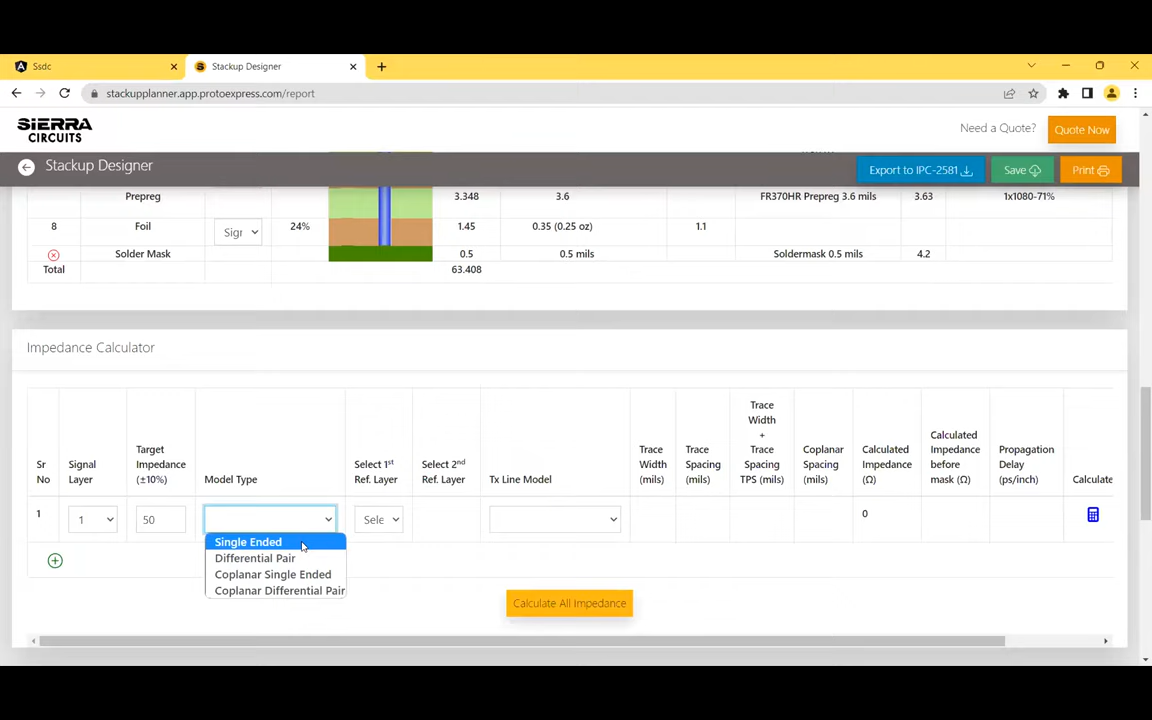 Ssdc
Stackup Designer
stackupplanner.app.protoexpress.com/report
SIERRA
CIRCUITS
Need a Quote?
Quote Now
Stackup Designer
Export to IPC-2581
Save
Print
Prepreg 3.348 3.6 FR370HR Prepreg 3.6 mils 3.63 1x1080-71%
8 Foil Sigr 24% 1.45 0.35 (0.25 oz) 1.1
Solder Mask 0.5 0.5 mils Soldermask 0.5 mil 4.2
Total 63.408
Impedance Calculator
Sr No
Signal Layer
Target Impedance (±10%)
Model Type
Select 1st Ref. Layer
Select 2nd Ref. Layer
Tx Line Model
Trace Width (mils)
Trace Spacing (mils)
Trace Width + Trace Spacing TPS (mils)
Coplanar Spacing (mils)
Calculated Impedance (Ω)
Calculated Impedance before mask (Ω)
Propagation Delay (ps/inch)
Calculate
1 1 50 Sele 0
Single Ended
Differential Pair
Coplanar Single Ended
Coplanar Differential Pair
Calculate All Impedance